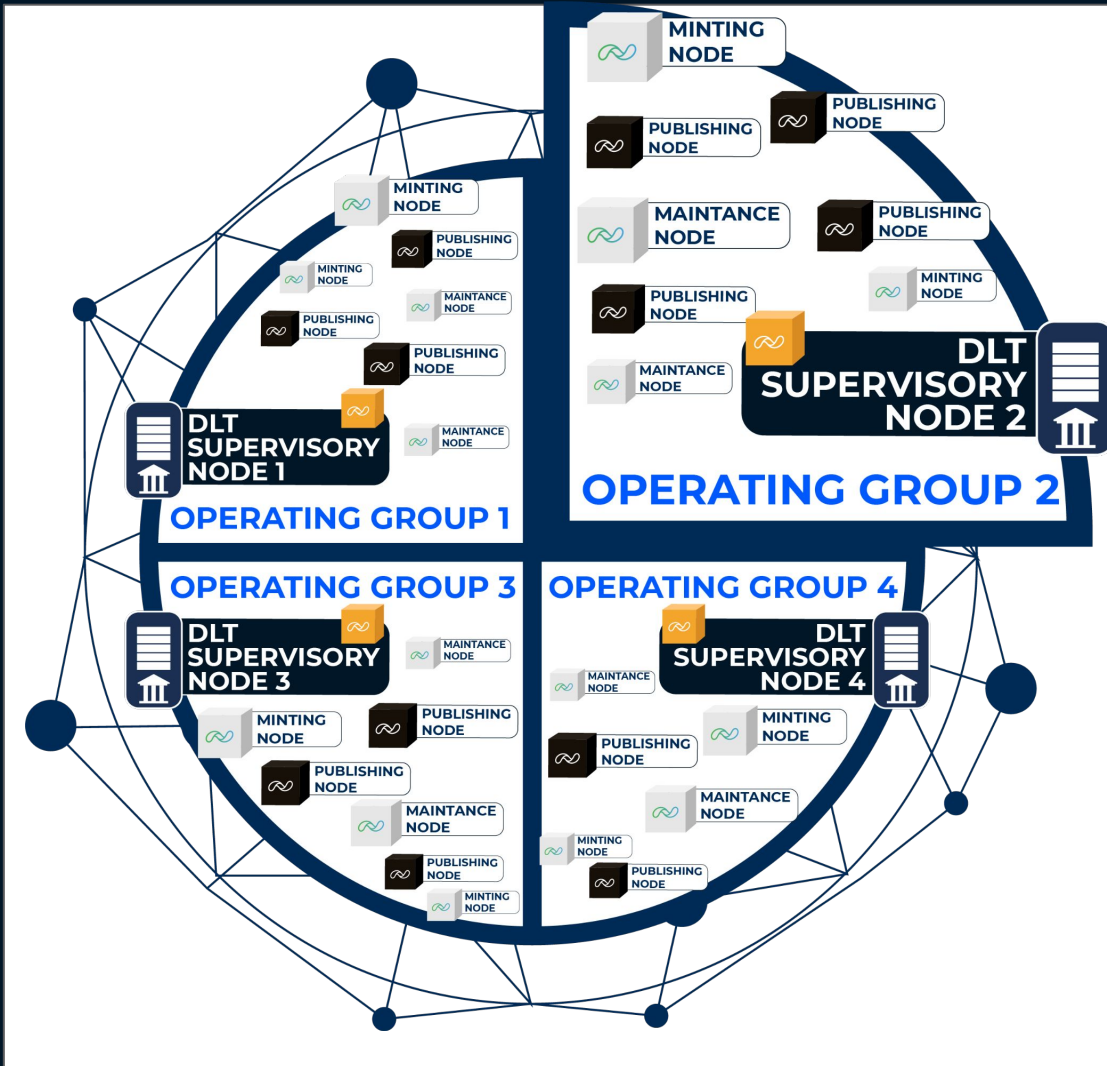 MINTING
NODE
PUBLISHING
NODE
MINTING
NODE
MAINTANCE
NODE
PUBLISHING
NODE
PUBLISHING
NODE
MAINTANCE
NODE
DLT
SUPERVISORY
NODE 1
OPERATING GROUP 1
MINTING
NODE
PUBLISHING
NODE
PUBLISHING
NODE
MAINTANCE
NODE
PUBLISHING
NODE
MINTING
NODE
PUBLISHING
NODE
MAINTANCE
NODE
DLT
SUPERVISORY
NODE 2
OPERATING GROUP 2
OPERATING GROUP 3
DLT
SUPERVISORY
NODE 3
MAINTANCE
NODE
MINTING
NODE
PUBLISHING
NODE
PUBLISHING
NODE
MAINTANCE
NODE
PUBLISHING
NODE
MINTING
NODE
OPERATING GROUP 4
DLT
SUPERVISORY
NODE 4
MAINTANCE
NODE
MINTING
NODE
PUBLISHING
NODE
MAINTANCE
NODE
MINTING
NODE
PUBLISHING
NODE